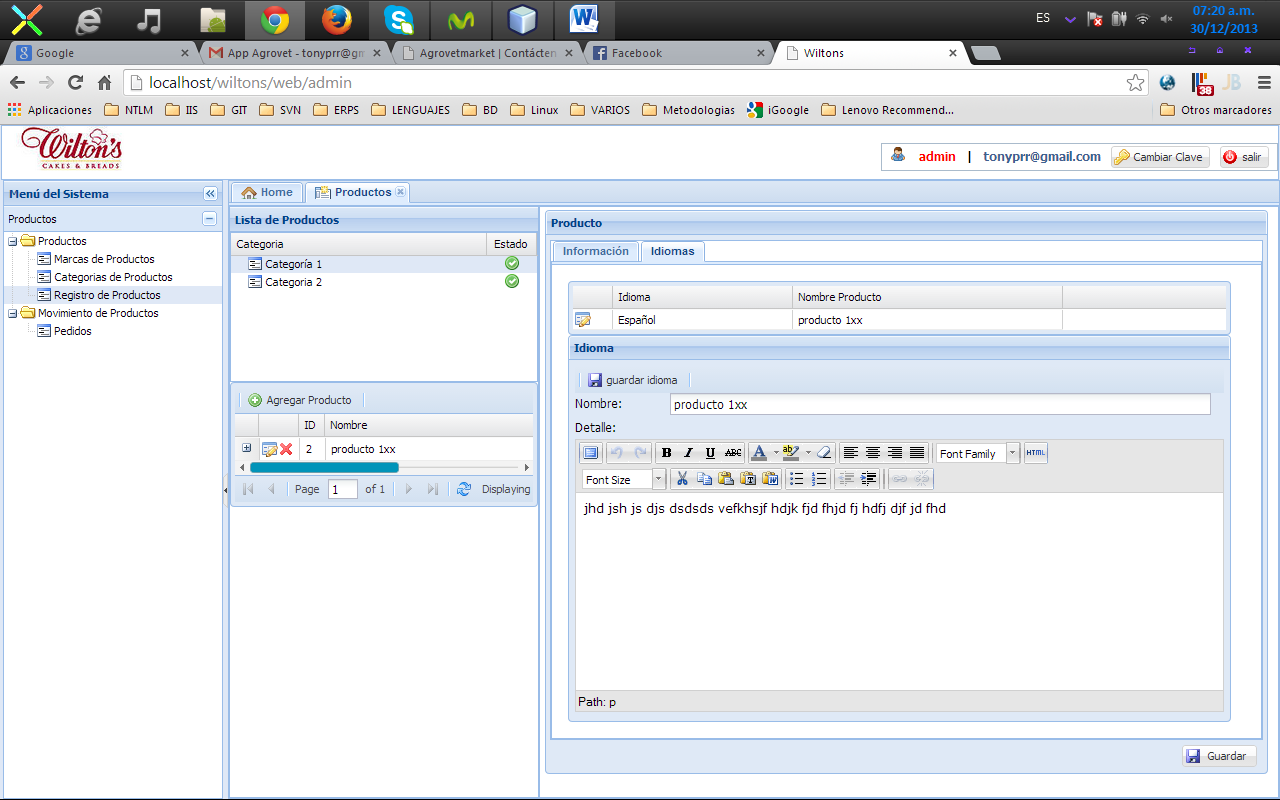 ES
07:20 a.m.
30/12/2013
Google
App Agrovet - tonyprr@gm
Agrovetmarket | Contácten
Facebook
Wiltons
localhost/wiltons/web/admin
38
JB
Aplicaciones NTLM IIS GIT SVN ERPS LENGUAJES BD Linux VARIOS Metodologias iGoogle Lenovo Recommend... Otros marcadores
Wilton's
CAKES & BREADS
admin | tonyprr@gmail.com Cambiar Clave salir
Menú del Sistema
Productos
Productos
Marcas de Productos
Categorias de Productos
Registro de Productos
Movimiento de Productos
Pedidos
Home Productos
Lista de Productos
Categoria Estado
Categoría 1
Categoria 2
Agregar Producto
ID Nombre
2 producto 1xx
Page 1 of 1 Displaying
Producto
Información Idiomas
Idioma Nombre Producto
Español producto 1xx
Idioma
guardar idioma
Nombre: producto 1xx
Detalle:
B I U ABC A ab Font Family HTML
Font Size
jhd jsh js djs dsdsds vefkhsjf hdjk fjd fhjd fj hdfj djf jd fhd
Path: p
Guardar